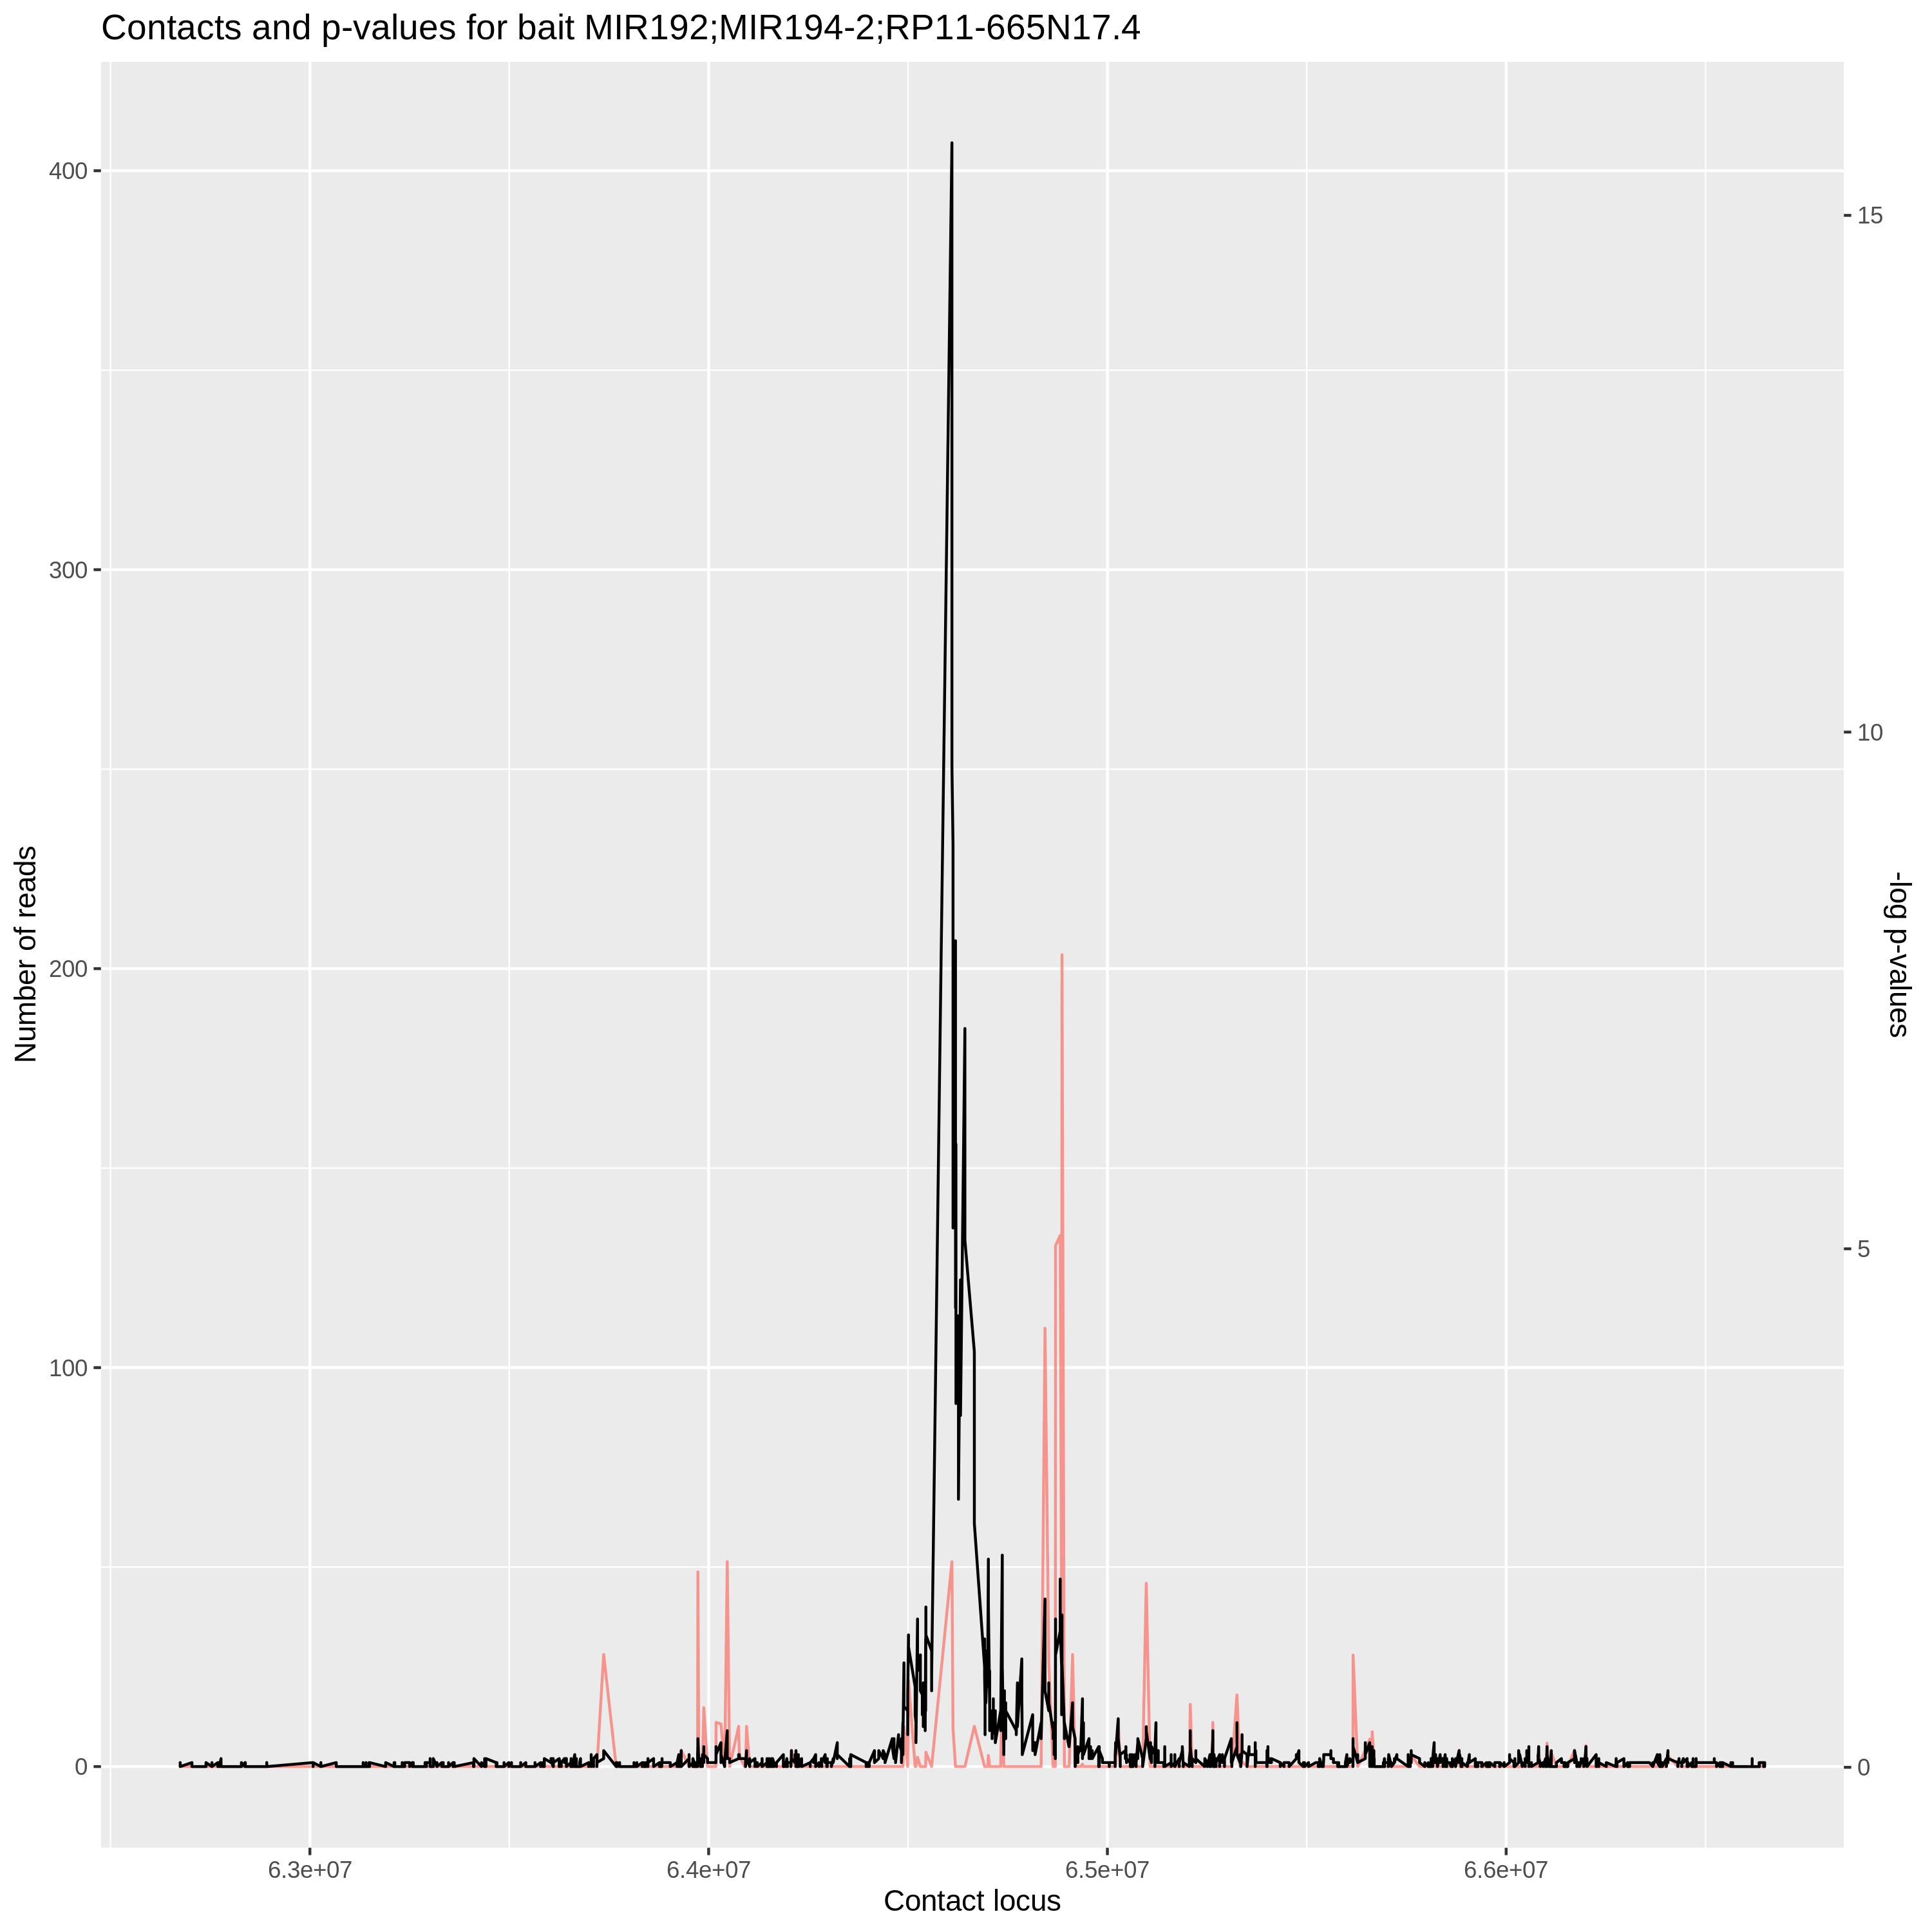 Contacts and p-values for bait MIR192;MIR194-2;RP11-665N17.4
400
300
200
100
0
Number of reads
15
10
5
0
-log p-values
6.3e+07 6.4e+07 6.5e+07 6.6e+07
Contact locus